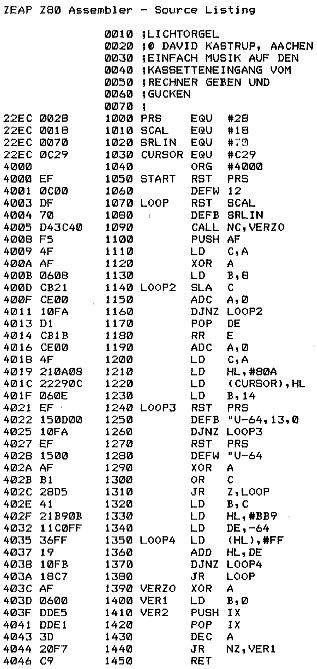 ZEAP Z80 Assembler - Source Listing
0010 ;LICHTORGEL
0020 ;@ DAVID KASTRUP, AACHEN
0030 ;EINFACH MUSIK AUF DEN
0040 ;KASSETTENEINGANG VOM
0050 ;RECHNER GEBEN UND
0060 ;GUCKEN
0070 ;
22EC 0028 1000 PRS EQU #28
22EC 0018 1010 SCAL EQU #18
22EC 0070 1020 SRLIN EQU #70
22EC 0C29 1030 CURSOR EQU #C29
4000 1040 ORG #4000
4000 EF 1050 START RST PRS
4001 0C00 1060 DEFW 12
4003 DF 1070 LOOP RST SCAL
4004 70 1080 DEFB SRLIN
4005 D43C40 1090 CALL NC,VERZO
4008 F5 1100 PUSH AF
4009 4F 1110 LD C,A
400A AF 1120 XOR A
400B 0608 1130 LD B,8
400D CB21 1140 LOOP2 SLA C
400F CE00 1150 ADC A,0
4011 10FA 1160 DJNZ LOOP2
4013 D1 1170 POP DE
4014 CB1B 1180 RR E
4016 CE00 1190 ADC A,0
4018 4F 1200 LD C,A
4019 210A08 1210 LD HL,#80A
401C 22290C 1220 LD (CURSOR),HL
401F 060E 1230 LD B,14
4021 EF 1240 LOOP3 RST PRS
4022 150D00 1250 DEFB "U-64,13,0
4025 10FA 1260 DJNZ LOOP3
4027 EF 1270 RST PRS
4028 1500 1280 DEFW "U-64
402A AF 1290 XOR A
402B B1 1300 OR C
402C 28D5 1310 JR Z,LOOP
402E 41 1320 LD B,C
402F 21B90B 1330 LD HL,#BB9
4032 11C0FF 1340 LD DE,-64
4035 36FF 1350 LOOP4 LD (HL),#FF
4037 19 1360 ADD HL,DE
4038 10FB 1370 DJNZ LOOP4
403A 18C7 1380 JR LOOP
403C AF 1390 VERZO XOR A
403D 0600 1400 VER1 LD B,0
403F DDE5 1410 VER2 PUSH IX
4041 DDE1 1420 POP IX
4043 3D 1430 DEC A
4044 20F7 1440 JR NZ,VER1
4046 C9 1450 RET